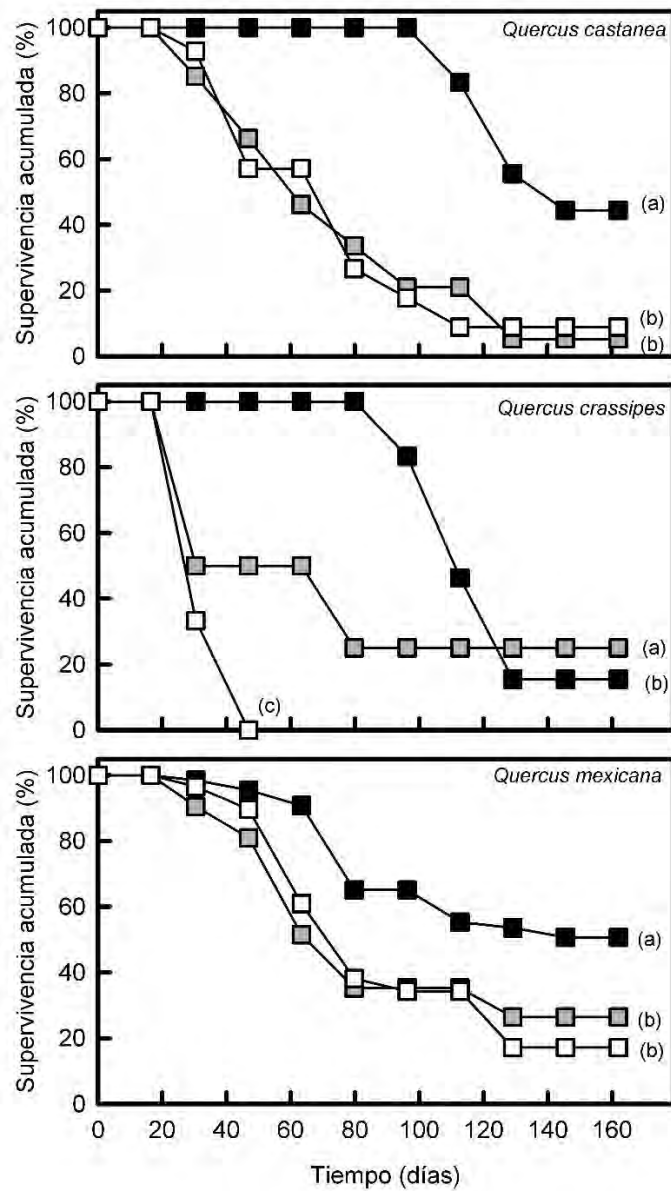 Supervivencia acumulada (%)
100
80
60
40
20
0
Quercus castanea
(a)
(b)
(b)
Supervivencia acumulada (%)
100
80
60
40
20
0
Quercus crassipes
(a)
(b)
(c)
Supervivencia acumulada (%)
100
80
60
40
20
0
Quercus mexicana
(a)
(b)
(b)
0 20 40 60 80 100 120 140 160
Tiempo (días)